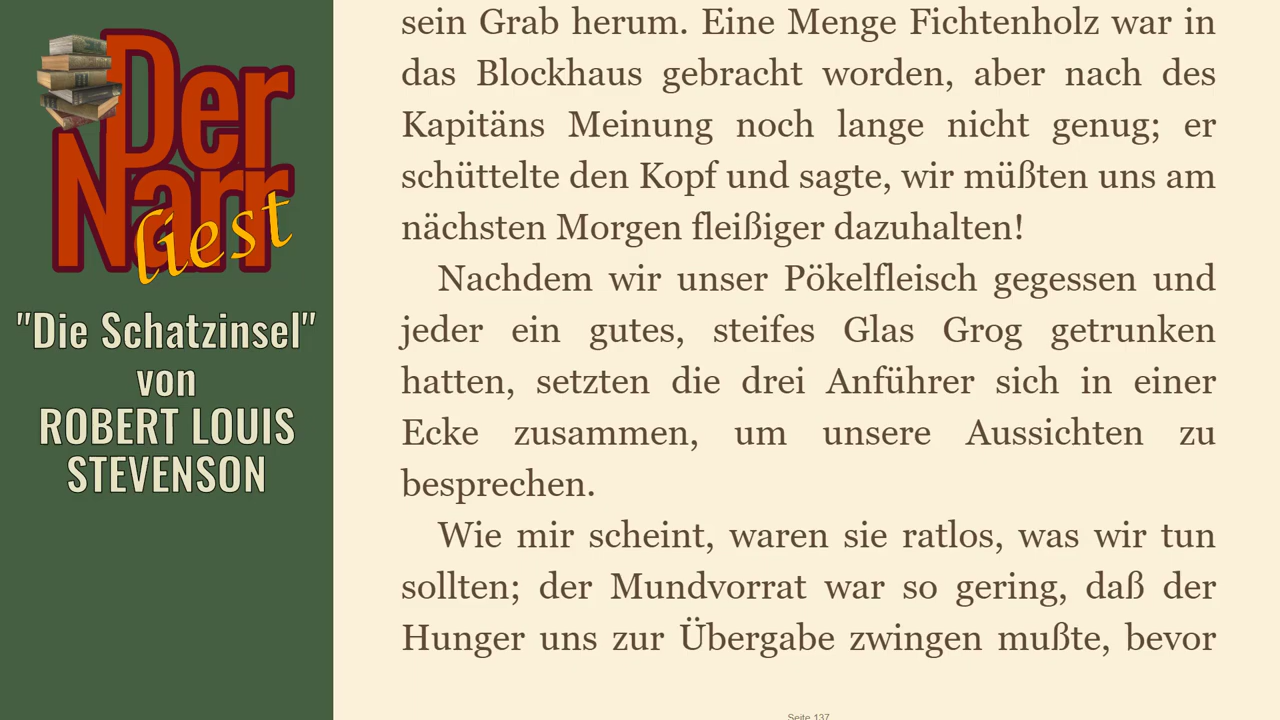 Der
Narr
liest
"Die Schatzinsel"
von
ROBERT LOUIS
STEVENSON
sein Grab herum. Eine Menge Fichtenholz war in
das Blockhaus gebracht worden, aber nach des
Kapitäns Meinung noch lange nicht genug; er
schüttelte den Kopf und sagte, wir müßten uns am
nächsten Morgen fleißiger dazuhalten!
Nachdem wir unser Pökelfleisch gegessen und
jeder ein gutes, steifes Glas Grog getrunken
hatten, setzten die drei Anführer sich in einer
Ecke zusammen, um unsere Aussichten zu
besprechen.
Wie mir scheint, waren sie ratlos, was wir tun
sollten; der Mundvorrat war so gering, daß der
Hunger uns zur Übergabe zwingen mußte, bevor
Seite 137